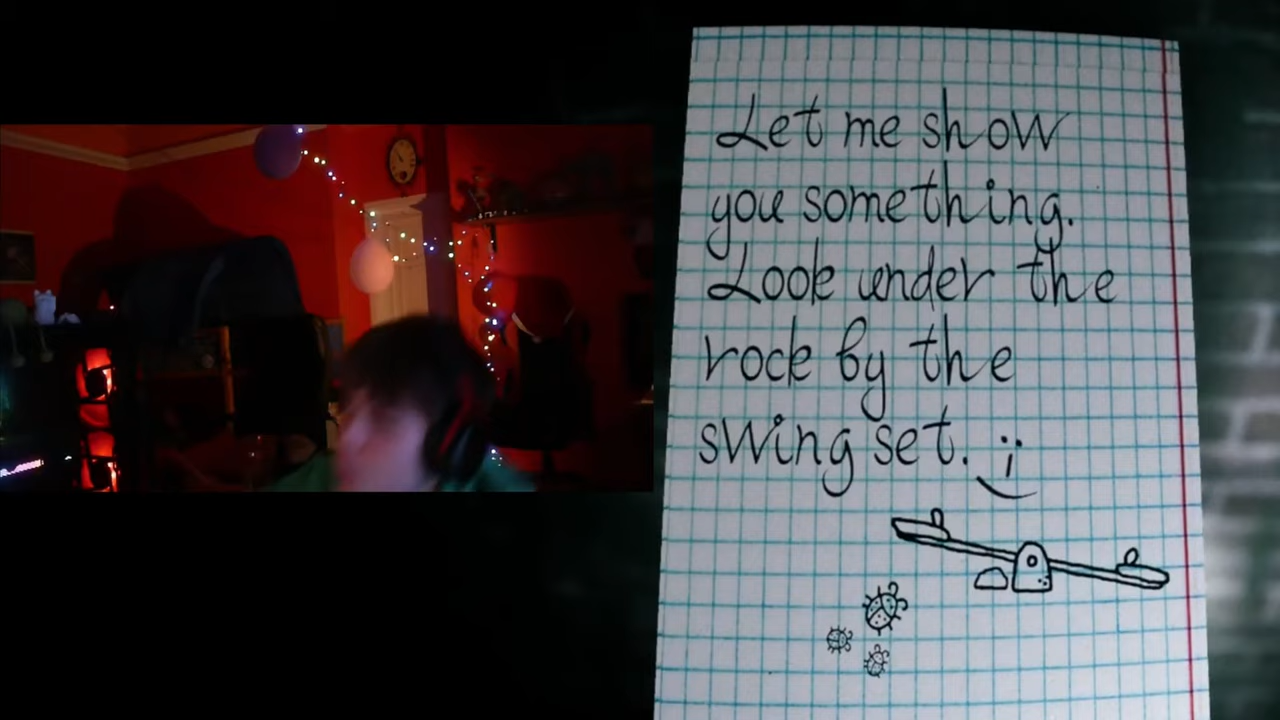 Let me show
you something.
Look under the
rock by the
swing set.